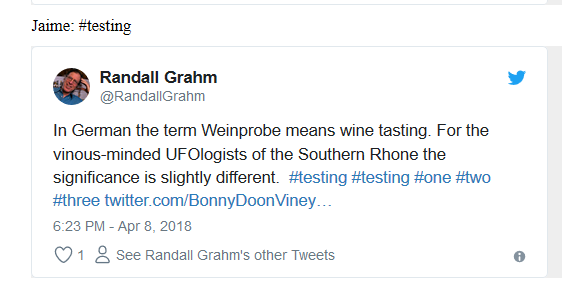 Jaime: #testing
Randall Grahm
@RandallGrahm
In German the term Weinprobe means wine tasting. For the
vinous-minded UFOlogists of the Southern Rhone the
significance is slightly different.  #testing #testing #one #two
#three twitter.com/BonnyDoonViney…
6:23 PM - Apr 8, 2018
1 See Randall Grahm's other Tweets